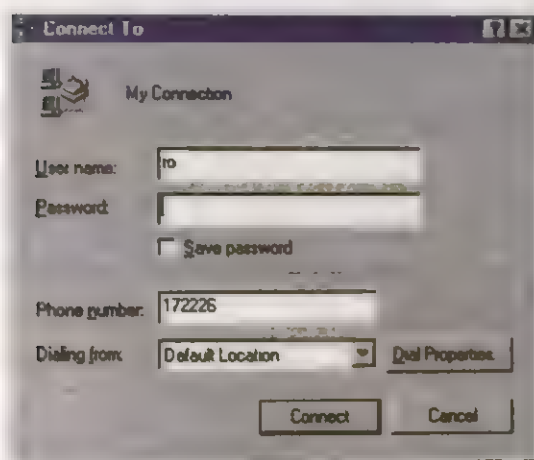 Connect To
My Connection
User name: ro
Password:
Save password
Phone number: 172226
Dialing from: Default Location Dial Properties
Connect Cancel